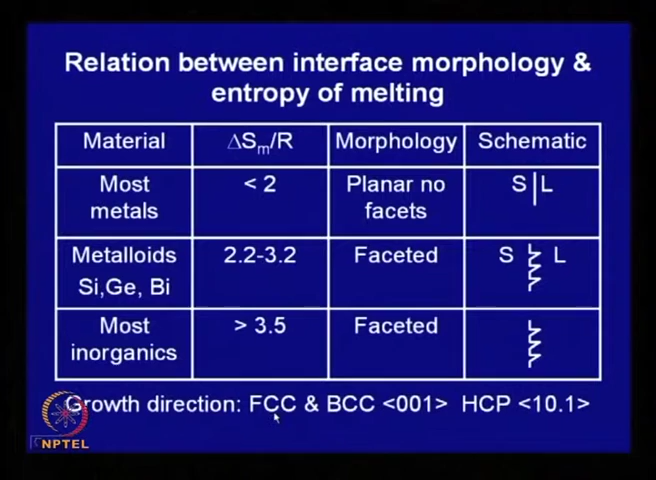 Relation between interface morphology &
entropy of melting
Material ΔSm/R Morphology Schematic
Most metals < 2 Planar no facets S L
Metalloids Si,Ge, Bi 2.2-3.2 Faceted S L
Most inorganics > 3.5 Faceted
Growth direction: FCC & BCC <001> HCP <10.1>
NPTEL